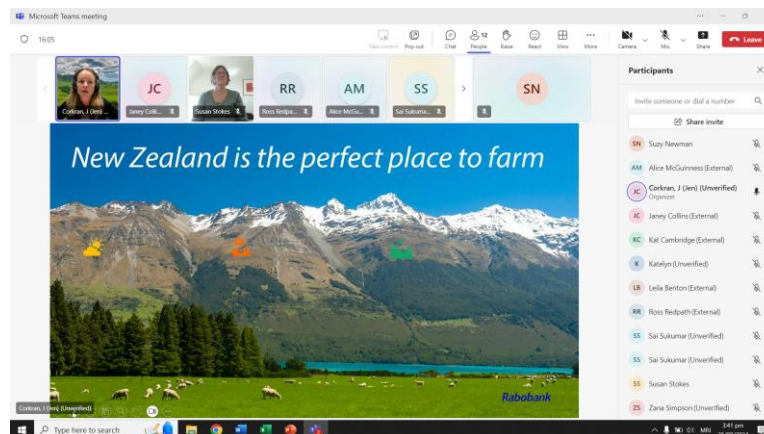 Microsoft Teams meeting
16:05
Take control
Pop out
Chat
12
People
Raise
React
View
More
Camera
Mic
Share
Leave
JC
RR
AM
SS
SN
Corkran, J (Jen) ...
Janey Colli...
Susan Stokes
Ross Redpa...
Alice McGu...
Sai Sukuma...
New Zealand is the perfect place to farm
Rabobank
Corkran, J (Jen) (Unverified)
Participants
Invite someone or dial a number
Share invite
SN Suzy Newman
AM Alice McGuinness (External)
JC Corkran, J (Jen) (Unverified)
Organizer
JC Janey Collins (External)
KC Kat Cambridge (External)
K Katelyn (Unverified)
LB Leila Benton (External)
RR Ross Redpath (External)
SS Sai Sukumar (Unverified)
SS Sai Sukumar (Unverified)
SS Susan Stokes
ZS Zana Simpson (Unverified)
Type here to search
MRI
3:41 pm